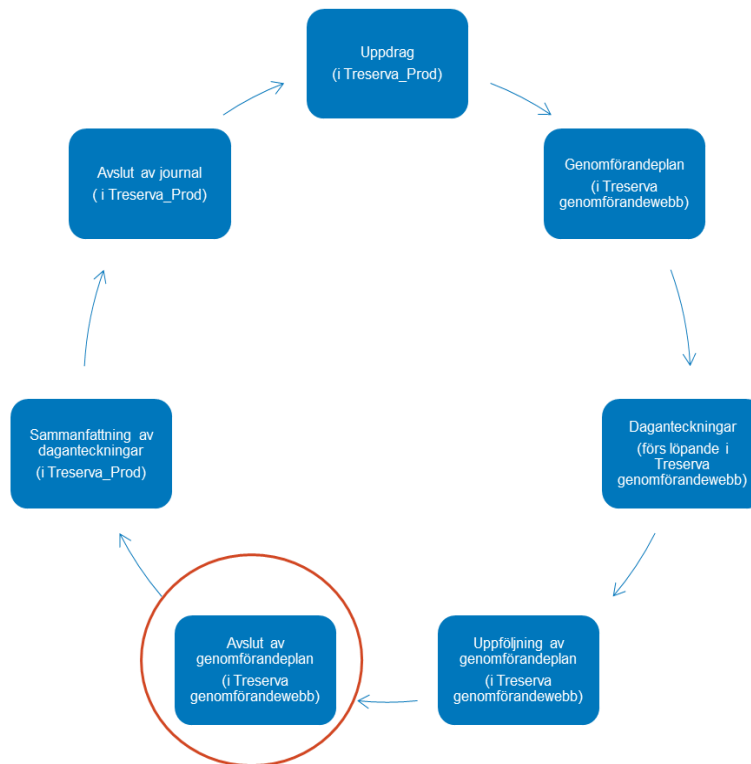 Uppdrag
(i Treserva_Prod)
Genomförandeplan
(i Treserva
genomförandewebb)
Daganteckningar
(förs löpande i
Treserva
genomförandewebb)
Uppföljning av
genomförandeplan
(i Treserva
genomförandewebb)
Avslut av
genomförandeplan
(i Treserva
genomförandewebb)
Sammanfattning av
daganteckningar
(i Treserva_Prod)
Avslut av journal
( i Treserva_Prod)